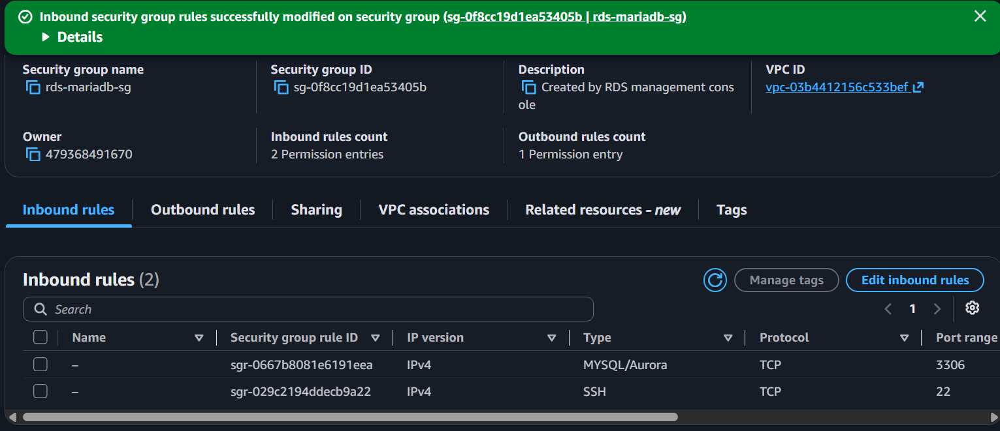 Inbound security group rules successfully modified on security group (sg-0f8cc19d1ea53405b | rds-mariadb-sg)
Details
Security group name
rds-mariadb-sg
Security group ID
sg-0f8cc19d1ea53405b
Description
Created by RDS management cons
ole
VPC ID
vpc-03b4412156c533bef
Owner
479368491670
Inbound rules count
2 Permission entries
Outbound rules count
1 Permission entry
Inbound rules Outbound rules Sharing VPC associations Related resources - new Tags
Inbound rules (2)
Manage tags Edit inbound rules
Search
1
Name Security group rule ID IP version Type Protocol Port range
– sgr-0667b8081e6191eea IPv4 MYSQL/Aurora TCP 3306
– sgr-029c2194ddecb9a22 IPv4 SSH TCP 22